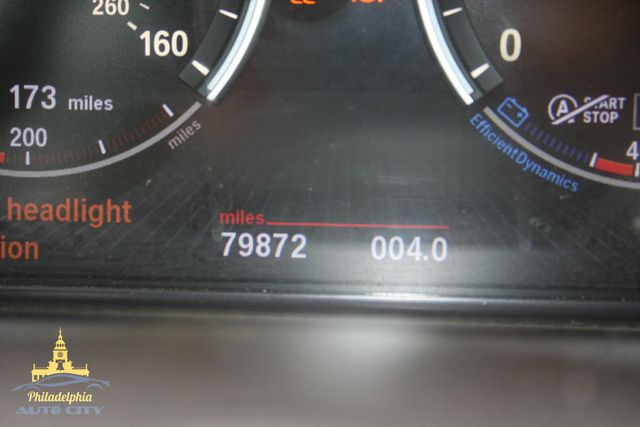 260
160
0
173 miles
200
miles
A START
STOP
EfficientDynamics
4
headlight
ion
miles
79872 004.0
Philadelphia
AUTO CITY